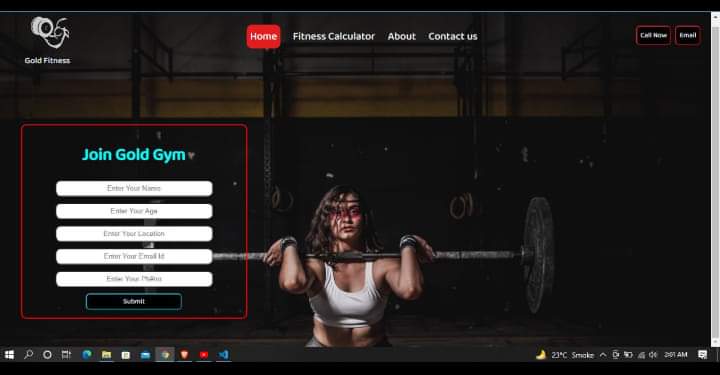 Home Fitness Calculator About Contact us
Call Now Email
Gold Fitness
Join Gold Gym
Enter Your Name
Enter Your Age
Enter Your Location
Enter Your Email Id
Enter Your
Submit
23°C Smoke 2:01 AM